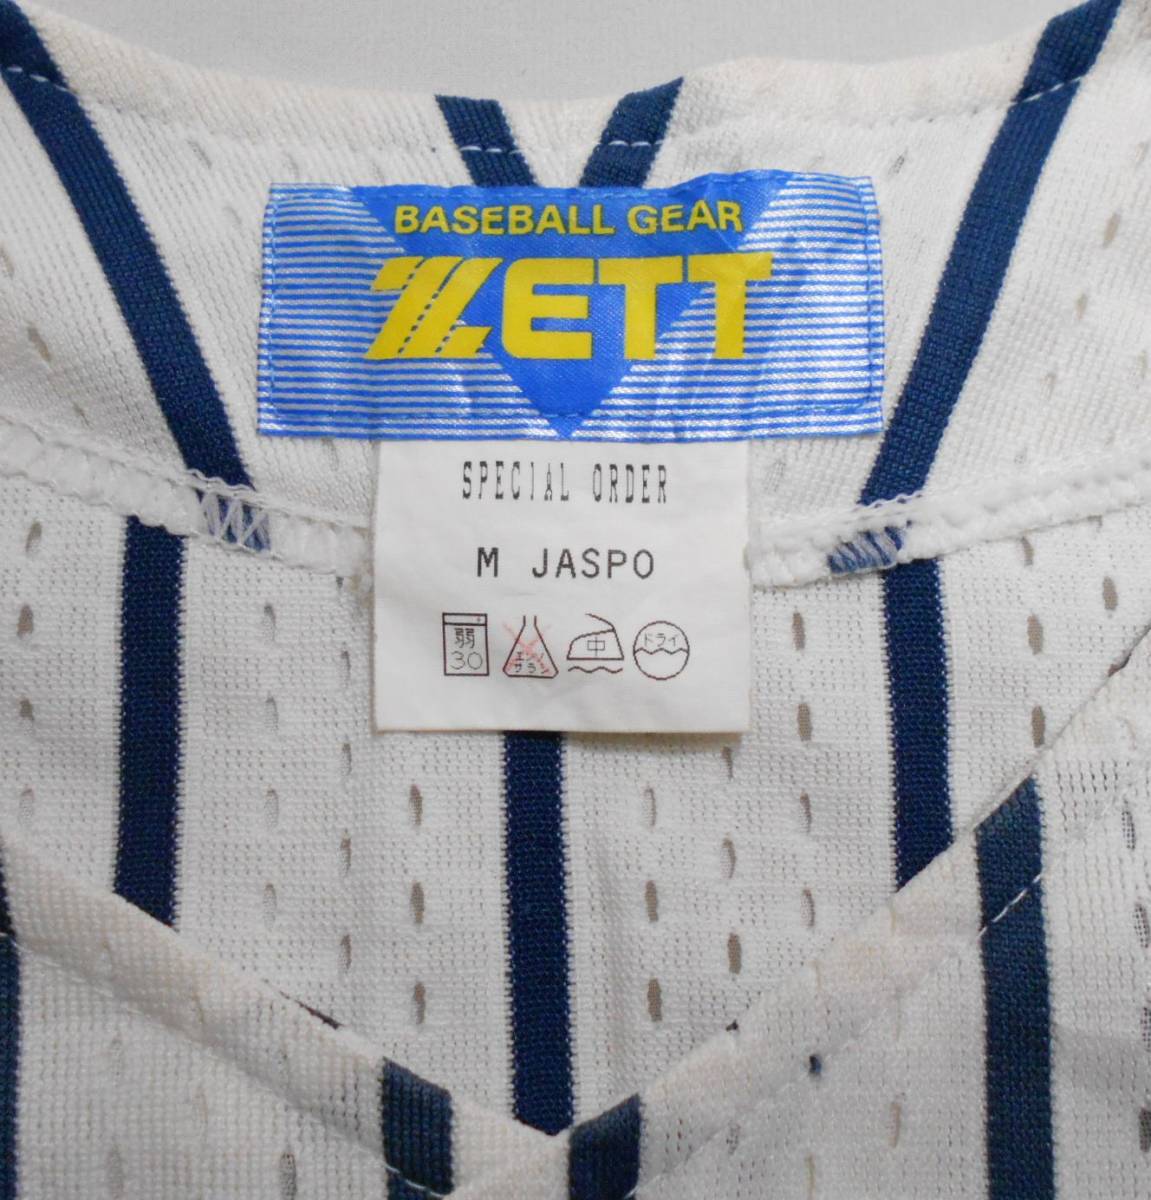 BASEBALL GEAR
ZETT
SPECIAL ORDER
M JASPO
弱 エンソ 中 ドライ
30 サラシ